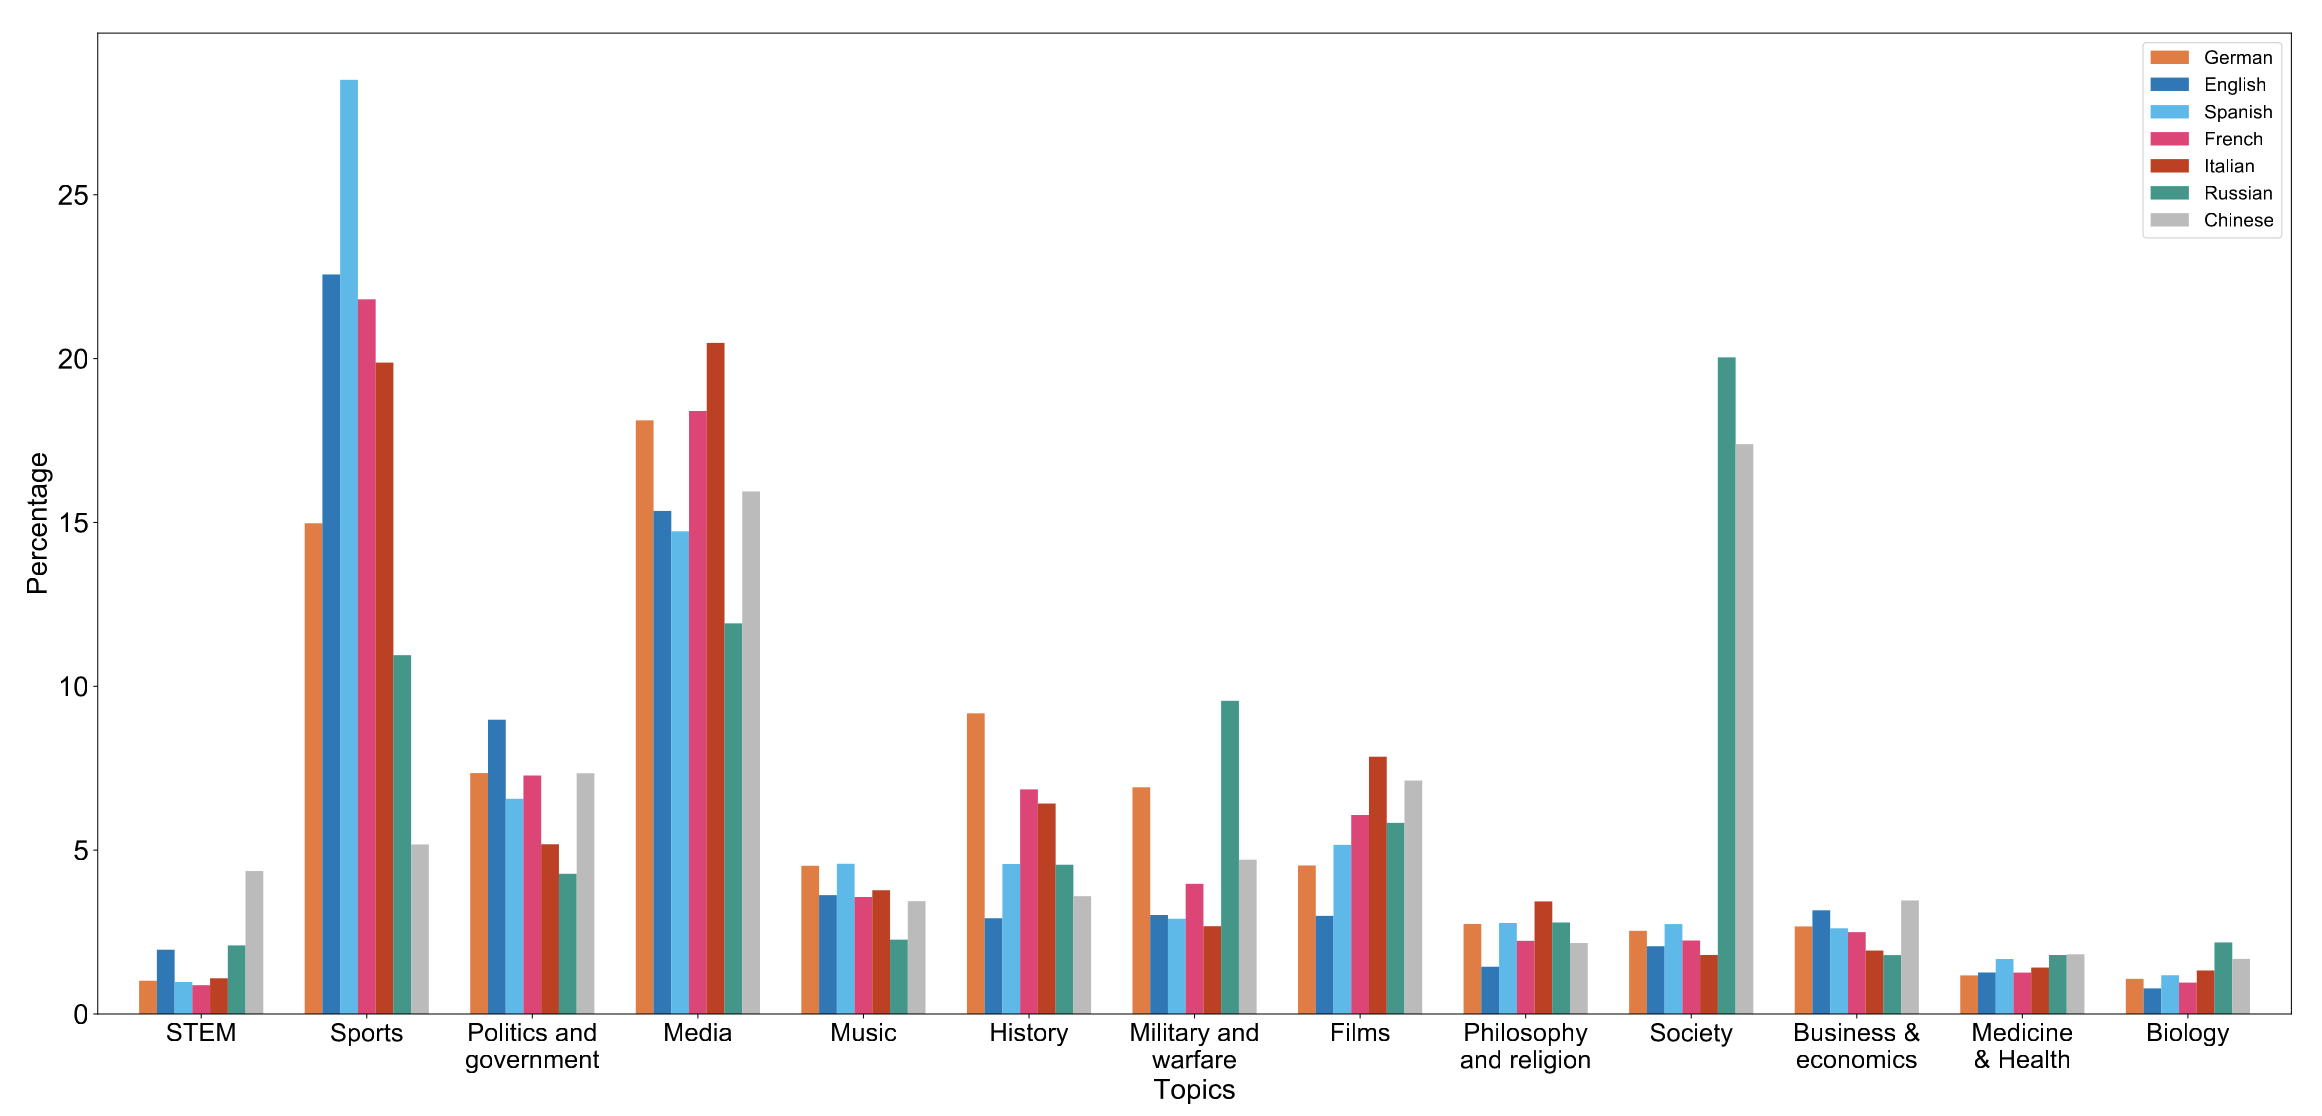 German
English
Spanish
French
Italian
Russian
Chinese
25
20
15
10
5
0
Percentage
STEM
Sports
Politics and
government
Media
Music
History
Military and
warfare
Films
Philosophy
and religion
Society
Business &
economics
Medicine
& Health
Biology
Topics